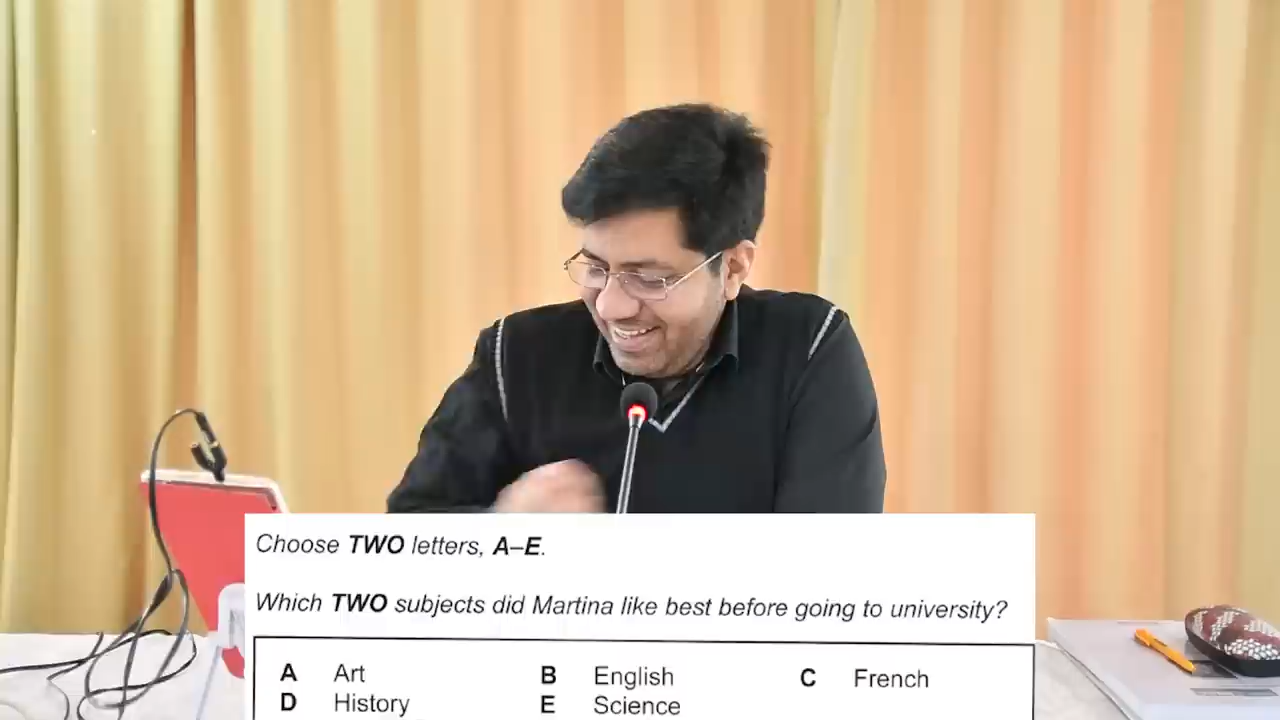 Choose TWO letters, A–E.
Which TWO subjects did Martina like best before going to university?
A Art B English C French
D History E Science